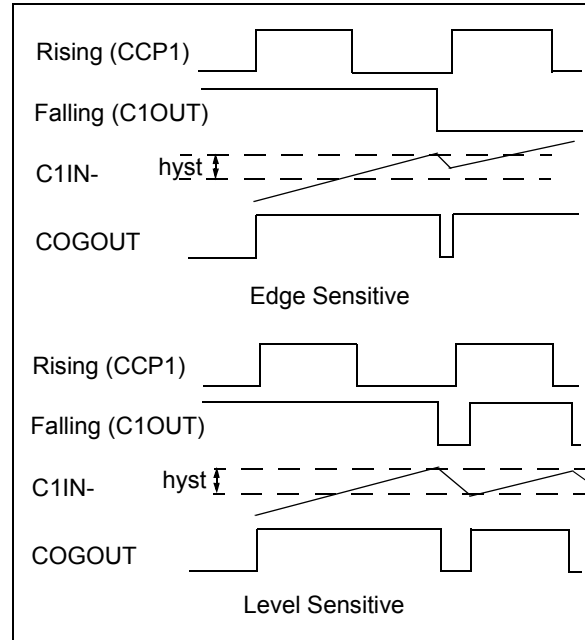 Rising (CCP1)
Falling (C1OUT)
hyst
C1IN-
COGOUT
Edge Sensitive
Rising (CCP1)
Falling (C1OUT)
C1IN-
hyst
COGOUT
Level Sensitive